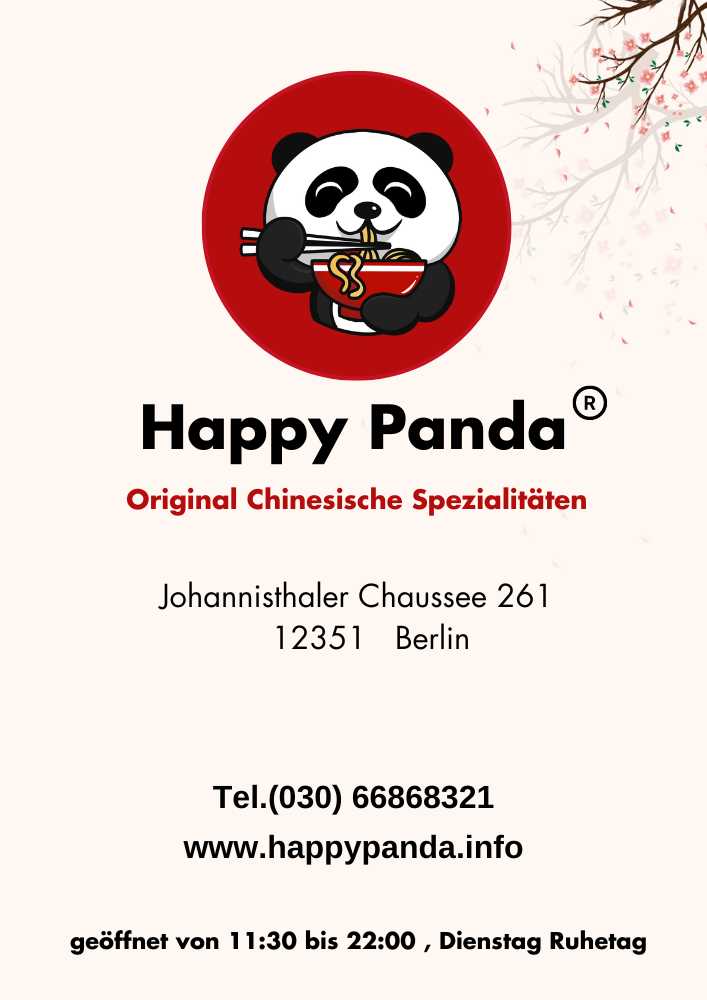 Happy Panda®
Original Chinesische Spezialitäten
Johannisthaler Chaussee 261
12351 Berlin
Tel.(030) 66868321
www.happypanda.info
geöffnet von 11:30 bis 22:00 , Dienstag Ruhetag